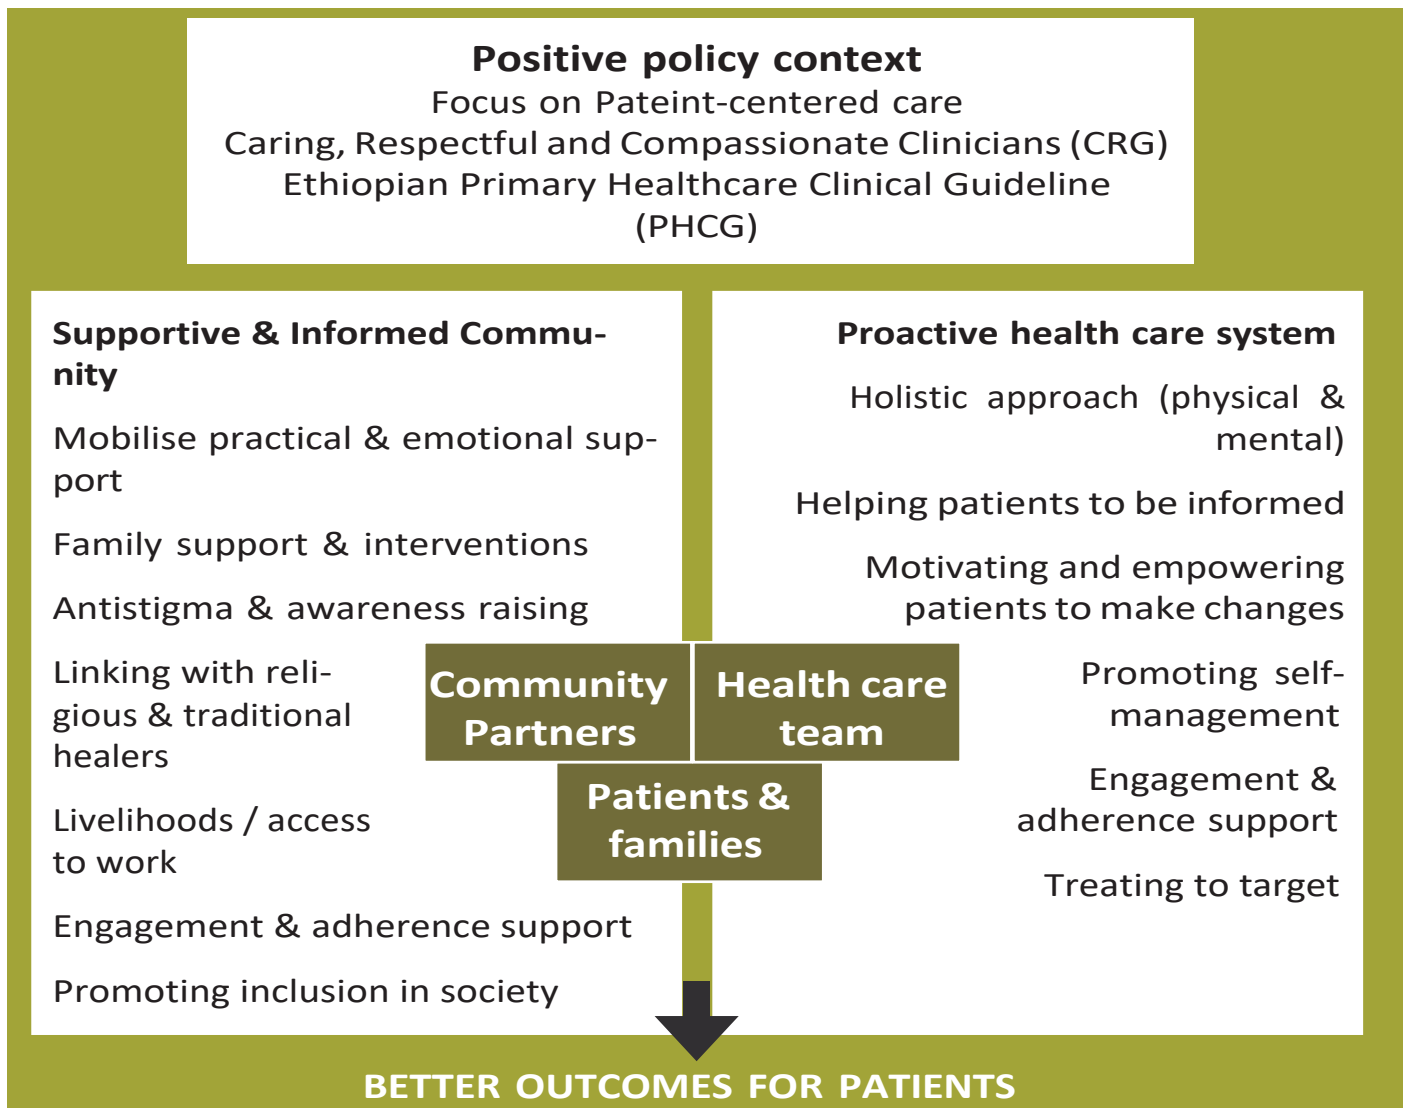 Positive policy context
Focus on Pateint-centered care
Caring, Respectful and Compassionate Clinicians (CRG)
Ethiopian Primary Healthcare Clinical Guideline
(PHCG)
Supportive & Informed Commu-
nity
Mobilise practical & emotional sup-
port
Family support & interventions
Antistigma & awareness raising
Linking with reli-
gious & traditional
healers
Livelihoods / access
to work
Engagement & adherence support
Promoting inclusion in society
Proactive health care system
Holistic approach (physical &
mental)
Helping patients to be informed
Motivating and empowering
patients to make changes
Promoting self-
management
Engagement &
adherence support
Treating to target
Community
Partners
Health care
team
Patients &
families
BETTER OUTCOMES FOR PATIENTS